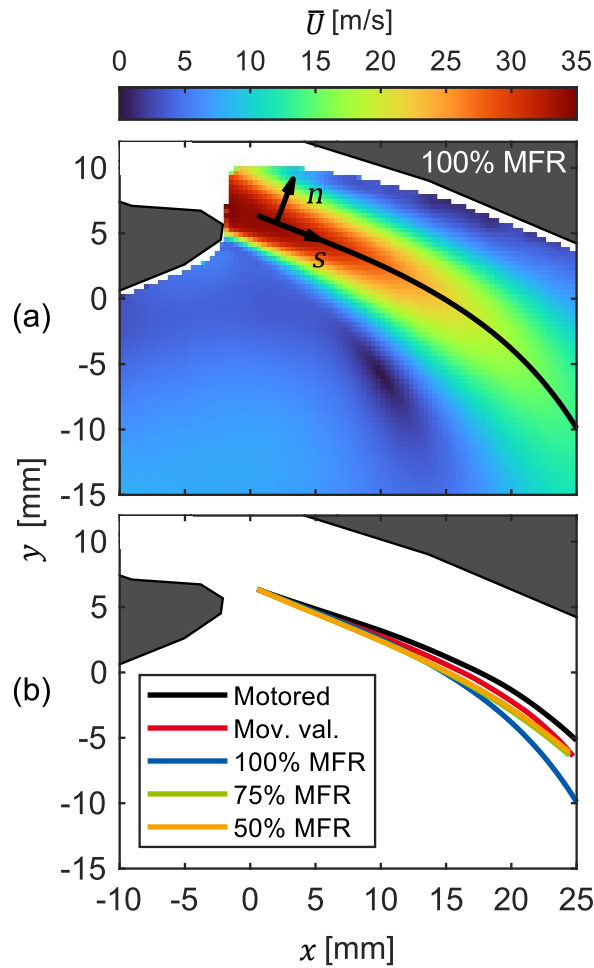 U̅ [m/s]
0 5 10 15 20 25 30 35
100% MFR
10
5
0
-5
-10
-15
n
s
(a)
y [mm]
10
5
0
-5
-10
-15
(b)
Motored
Mov. val.
100% MFR
75% MFR
50% MFR
-10 -5 0 5 10 15 20 25
x [mm]